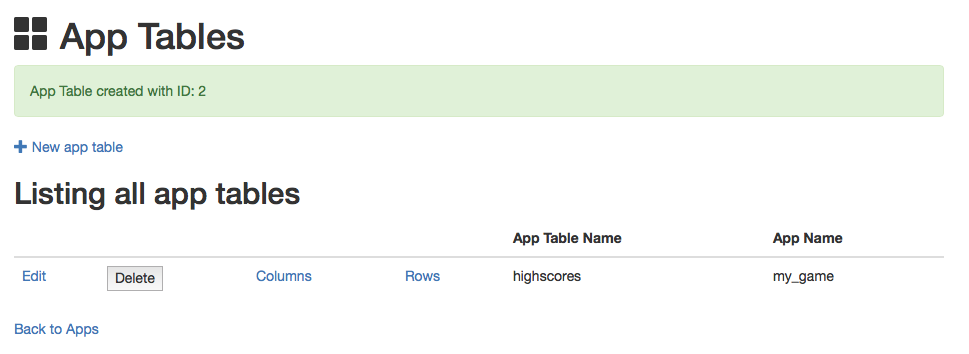 App Tables
App Table created with ID: 2
New app table
Listing all app tables
App Table Name App Name
Edit Delete Columns Rows highscores my_game
Back to Apps